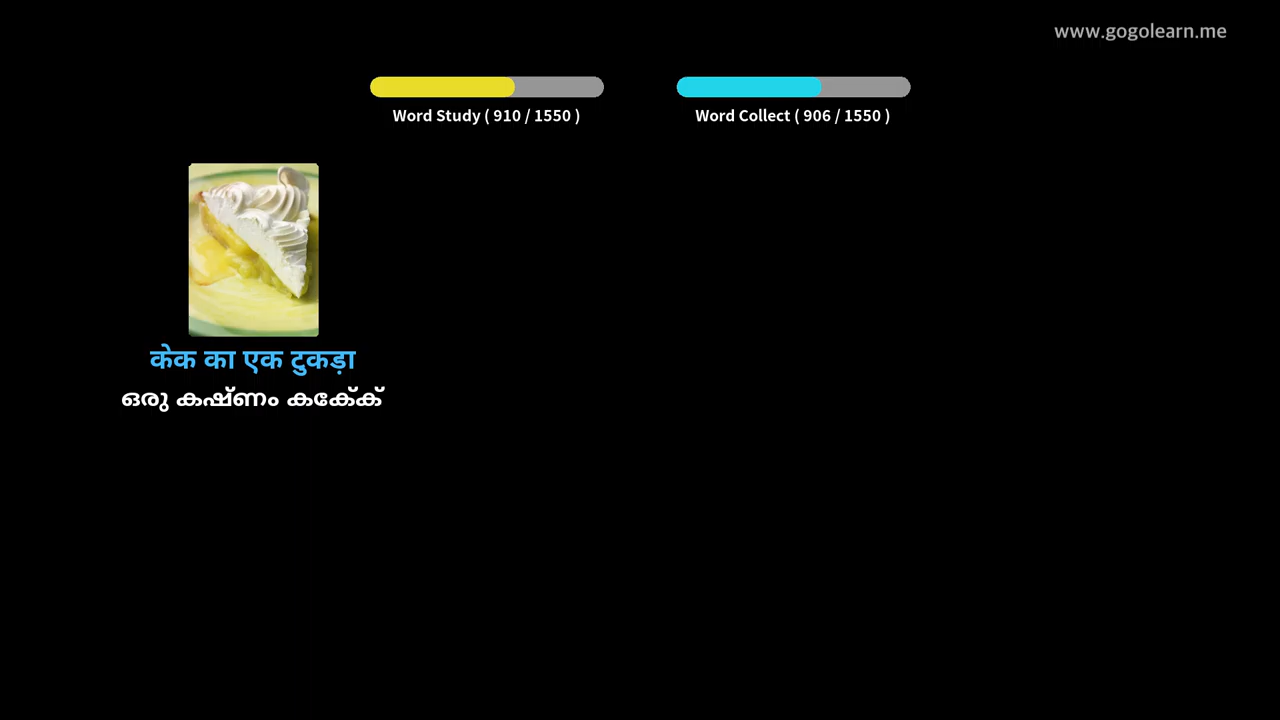 www.gogolearn.me
Word Study ( 910 / 1550 )
Word Collect ( 906 / 1550 )
केक का एक टुकड़ा
ഒരു കഷ്ണം കകേ്ക്